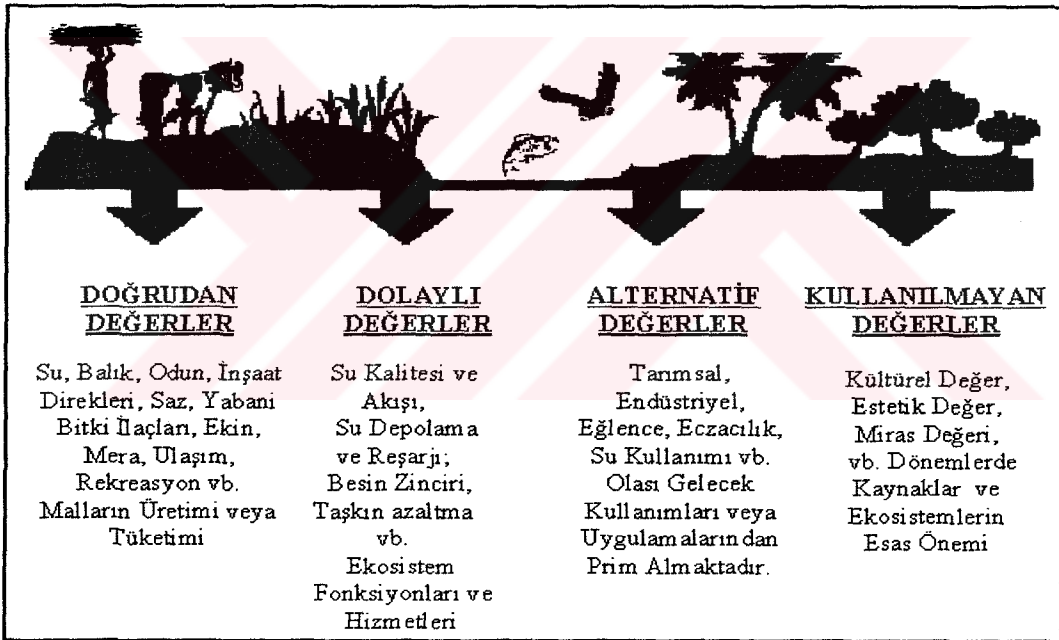 DOĞRUDAN
DEĞERLER
Su, Balık, Odun, İnşaat
Direkleri, Saz, Yabani
Bitki İlaçları, Ekin,
Mera, Ulaşım,
Rekreasyon vb.
Malların Üretimi veya
Tüketimi
DOLAYLI
DEĞERLER
Su Kalitesi ve
Akışı,
Su Depolama
ve Reşarjı;
Besin Zinciri,
Taşkın azaltma
vb.
Ekosistem
Fonksiyonları ve
Hizmetleri
ALTERNATİF
DEĞERLER
Tarımsal,
Endüstriyel,
Eğlence, Eczacılık,
Su Kullanımı vb.
Olası Gelecek
Kullanımları veya
Uygulamalarından
Prim Almaktadır.
KULLANILMAYAN
DEĞERLER
Kültürel Değer,
Estetik Değer,
Miras Değeri,
vb. Dönemlerde
Kaynaklar ve
Ekosistemlerin
Esas Önemi